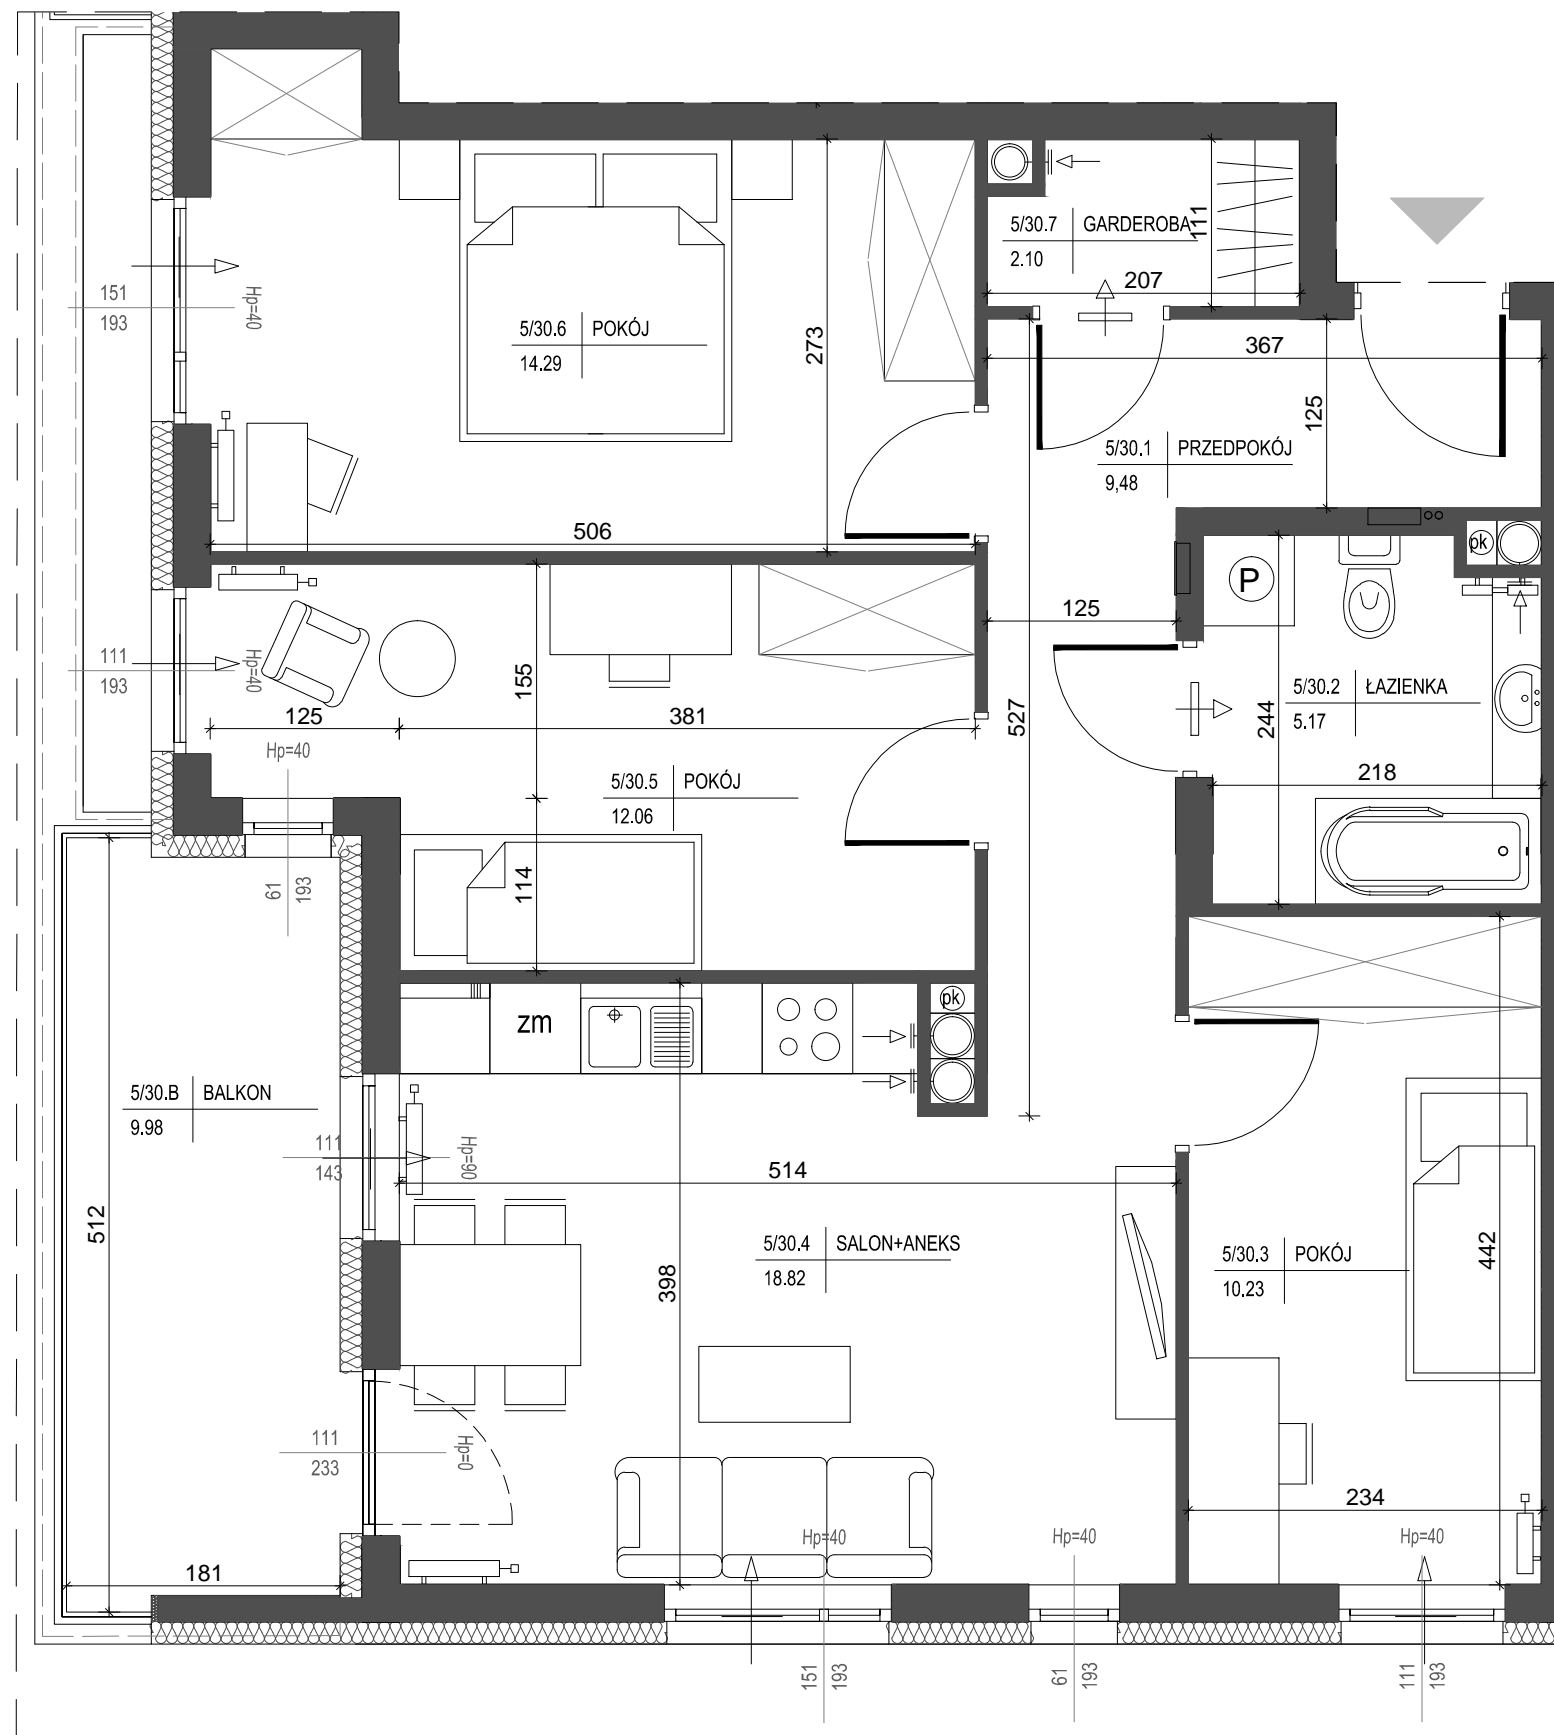 5/30.7 GARDEROBA
2.10
111
207
151
193
Hp=40
5/30.6 POKÓJ
14.29
273
367
125
5/30.1 PRZEDPOKÓJ
9,48
506
pk
P
125
111
193
Hp=40
155
125
381
Hp=40
527
244
5/30.2 ŁAZIENKA
5.17
218
5/30.5 POKÓJ
12.06
114
61
193
zm
pk
5/30.B BALKON
9.98
111
143
Hp=90
514
512
398
5/30.4 SALON+ANEKS
18.82
5/30.3 POKÓJ
10.23
442
111
233
Hp=0
234
181
Hp=40
Hp=40
Hp=40
151
193
61
193
111
193